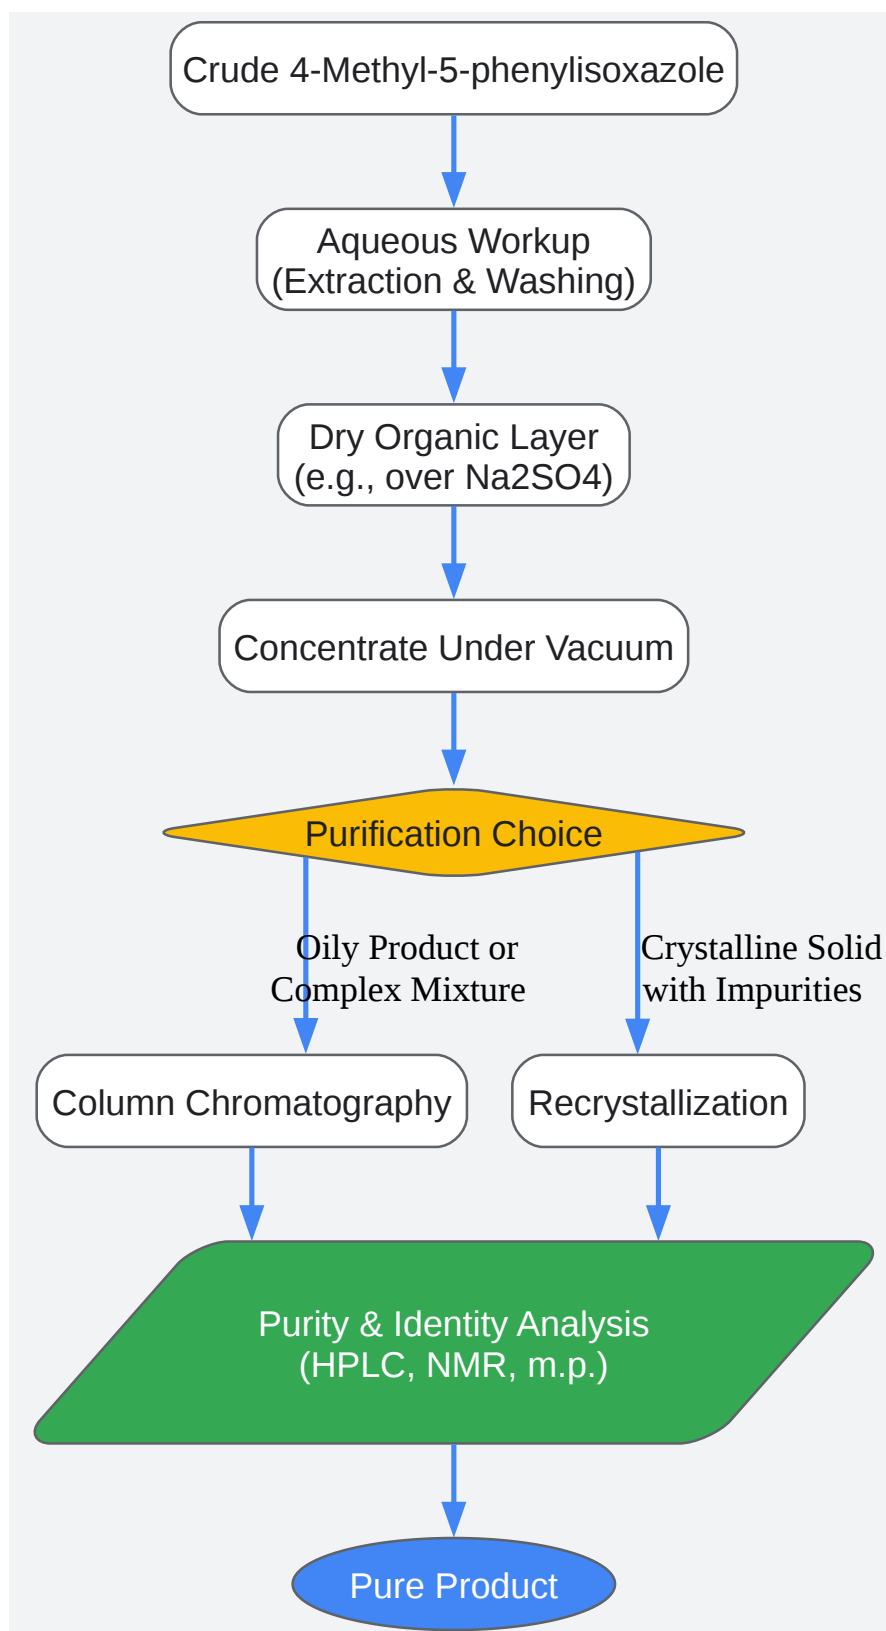 Crude 4-Methyl-5-phenylisoxazole
Aqueous Workup
(Extraction & Washing)
Dry Organic Layer
(e.g., over Na2SO4)
Concentrate Under Vacuum
Purification Choice
Oily Product or
Complex Mixture
Crystalline Solid
with Impurities
Column Chromatography
Recrystallization
Purity & Identity Analysis
(HPLC, NMR, m.p.)
Pure Product